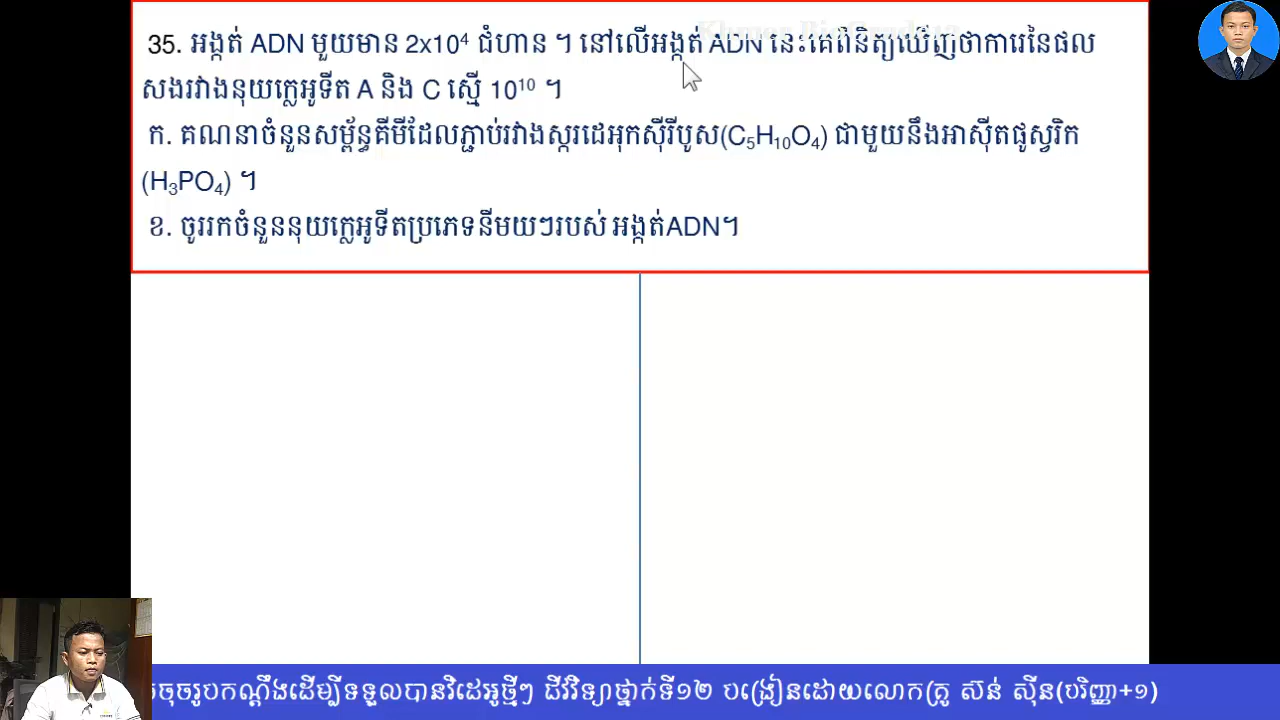 35. អង្កត់ ADN មួយមាន 2x10⁴ ជំហាន ។ នៅលើអង្កត់ ADN នេះគេពិនិត្យឃើញថាការេនៃផល
សងរវាងនុយក្លេអូទីត A និង C ស្មើ 10¹⁰ ។
ក. គណនាចំនួនសម្ព័ន្ធគីមីដែលភ្ជាប់រវាងស្ករដេអុកស៊ីរីបូស(C₅H₁₀O₄) ជាមួយនឹងអាស៊ីតផូស្វរិក
(H₃PO₄) ។
ខ. ចូររកចំនួននុយក្លេអូទីតប្រភេទនីមយៗរបស់ អង្កត់ADN។
ចុចរូបកណ្ដឹងដើម្បីទទួលបានវិដេអូថ្មីៗ ជីវវិទ្យាថ្នាក់ទី១២ បង្រៀនដោយលោកគ្រូ ស៊ន់ ស៊ីន(បរិញ្ញា+១)